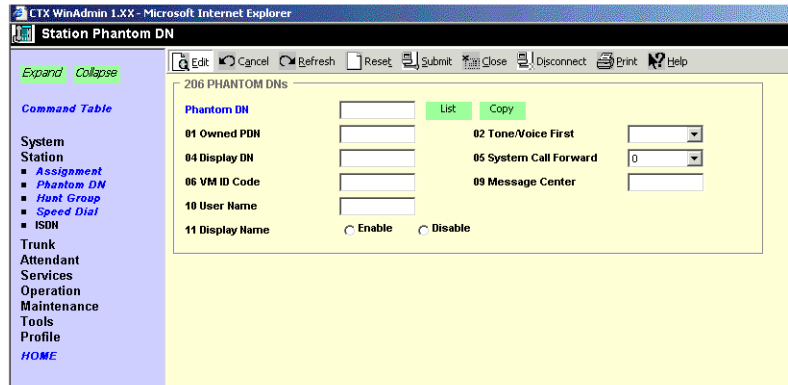 CTX WinAdmin 1.XX - Microsoft Internet Explorer
Station Phantom DN
Edit Cancel Refresh Reset Submit Close Disconnect Print Help
Expand Collapse
Command Table
System
Station
Assignment
Phantom DN
Hunt Group
Speed Dial
ISDN
Trunk
Attendant
Services
Operation
Maintenance
Tools
Profile
HOME
206 PHANTOM DNs
Phantom DN List Copy
01 Owned PDN 02 Tone/Voice First
04 Display DN 05 System Call Forward 0
06 VM ID Code 09 Message Center
10 User Name
11 Display Name Enable Disable